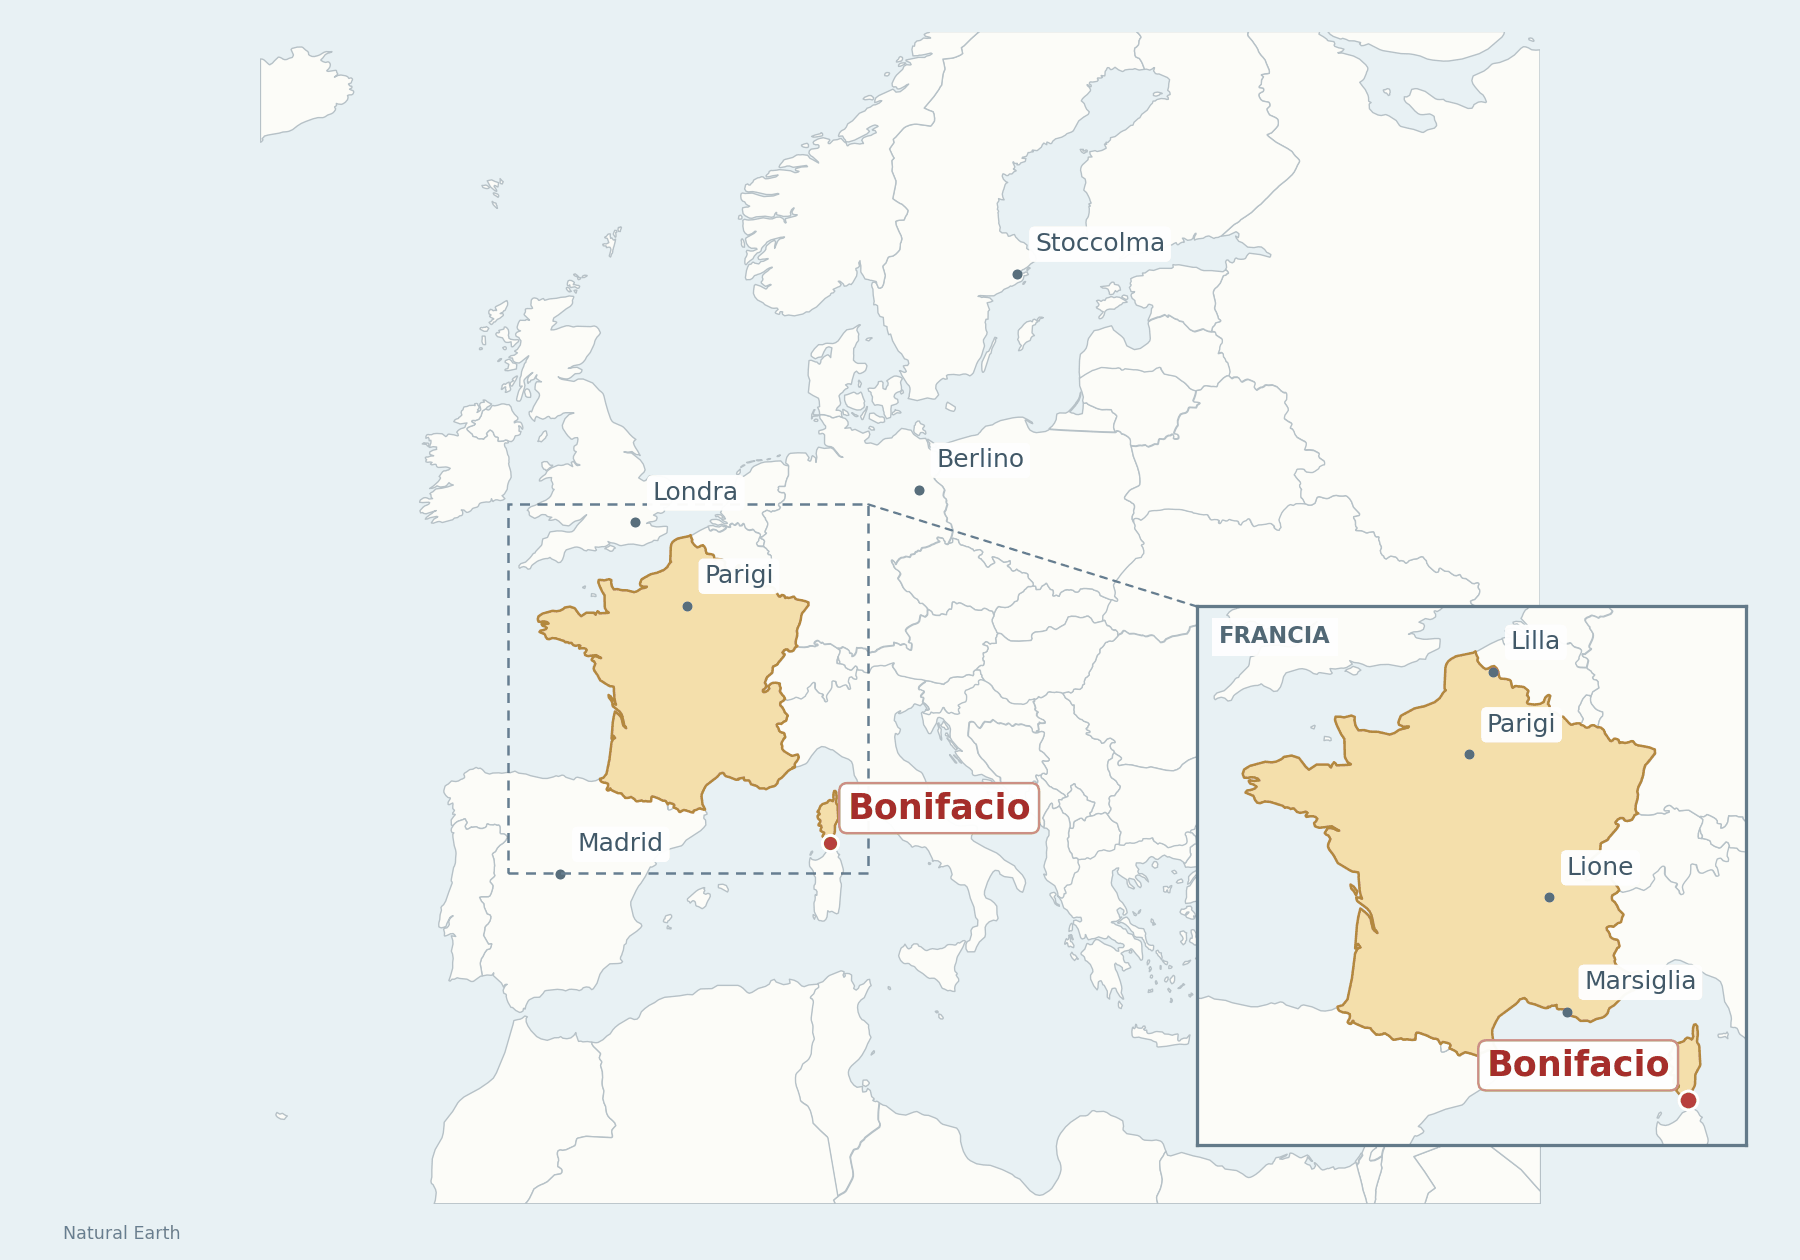 Stoccolma
Berlino
Londra
Parigi
Bonifacio
Madrid
FRANCIA
Lilla
Parigi
Lione
Marsiglia
Bonifacio
Natural Earth